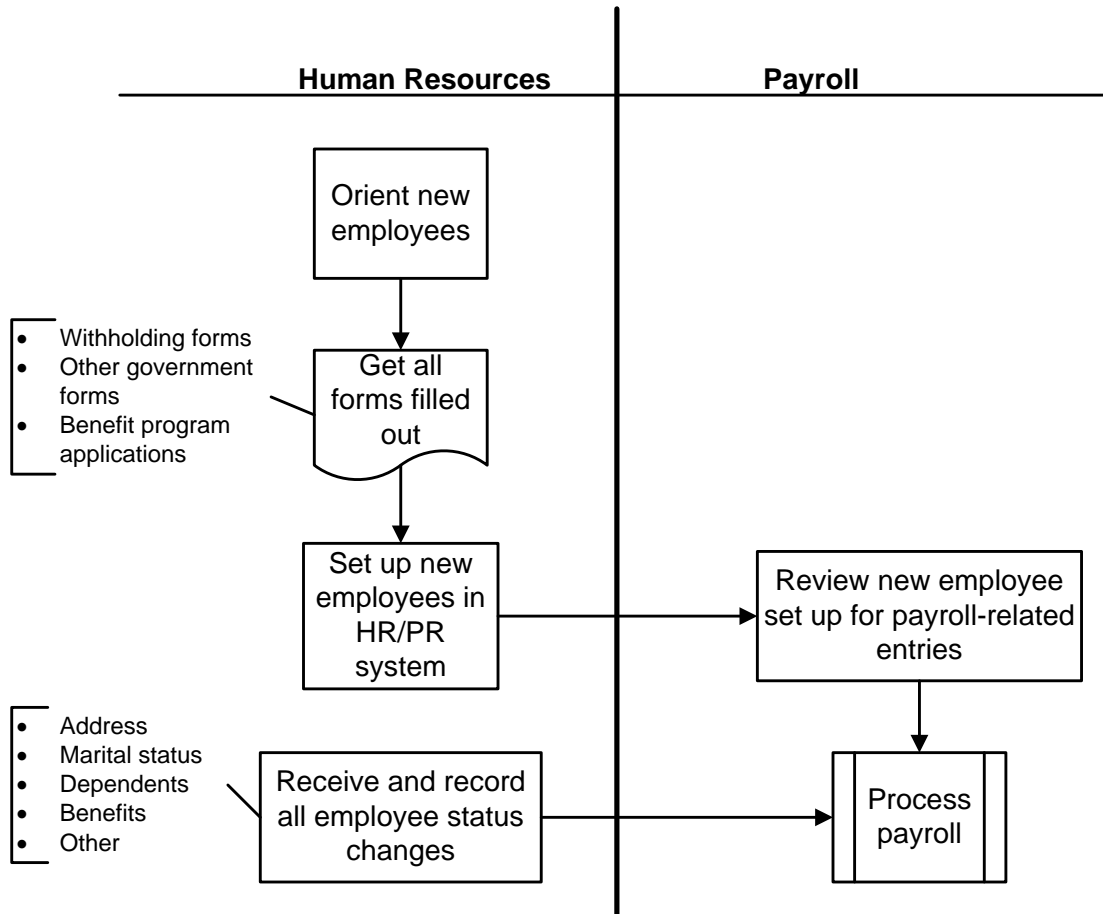 Human Resources
Payroll
Orient new
employees
• Withholding forms
• Other government
forms
• Benefit program
applications
Get all
forms filled
out
Set up new
employees in
HR/PR
system
Review new employee
set up for payroll-related
entries
• Address
• Marital status
• Dependents
• Benefits
• Other
Receive and record
all employee status
changes
Process
payroll